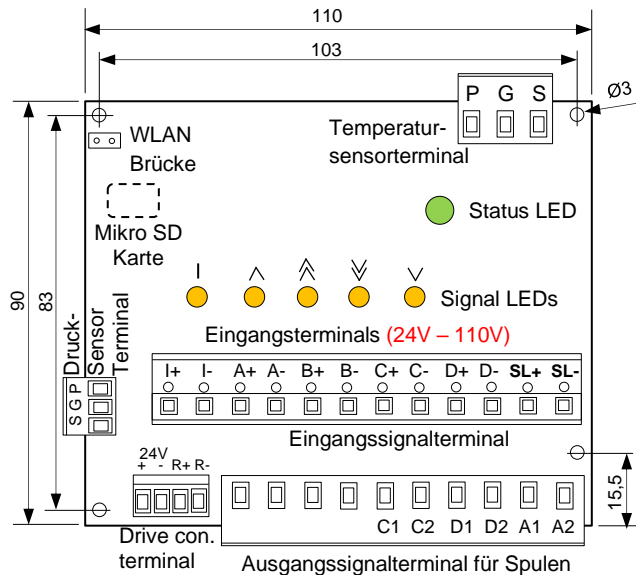 110
103
Ø3
P G S
WLAN
Brücke
Temperatur-
sensorterminal
Mikro SD
Karte
Status LED
90
83
Signal LEDs
Druck-
Sensor
Terminal
Eingangsterminals (24V – 110V)
I+ I- A+ A- B+ B- C+ C- D+ D- SL+ SL-
S G P
Eingangssignalterminal
24V
+ - R+ R-
15,5
C1 C2 D1 D2 A1 A2
Drive con.
terminal
Ausgangssignalterminal für Spulen